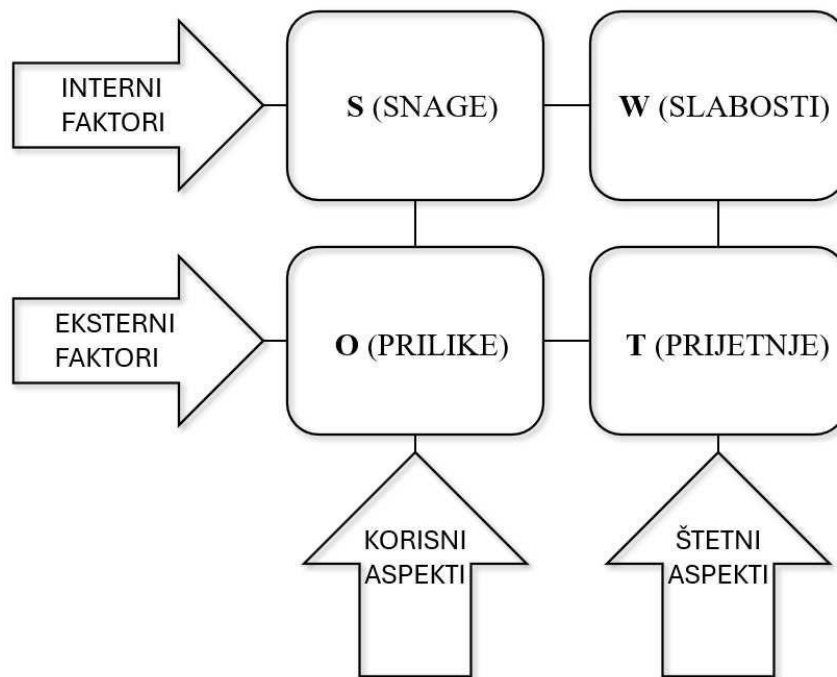 INTERNI
FAKTORI
S (SNAGE)
W (SLABOSTI)
EKSTERNI
FAKTORI
O (PRILIKE)
T (PRIJETNJE)
KORISNI
ASPEKTI
ŠTETNI
ASPEKTI